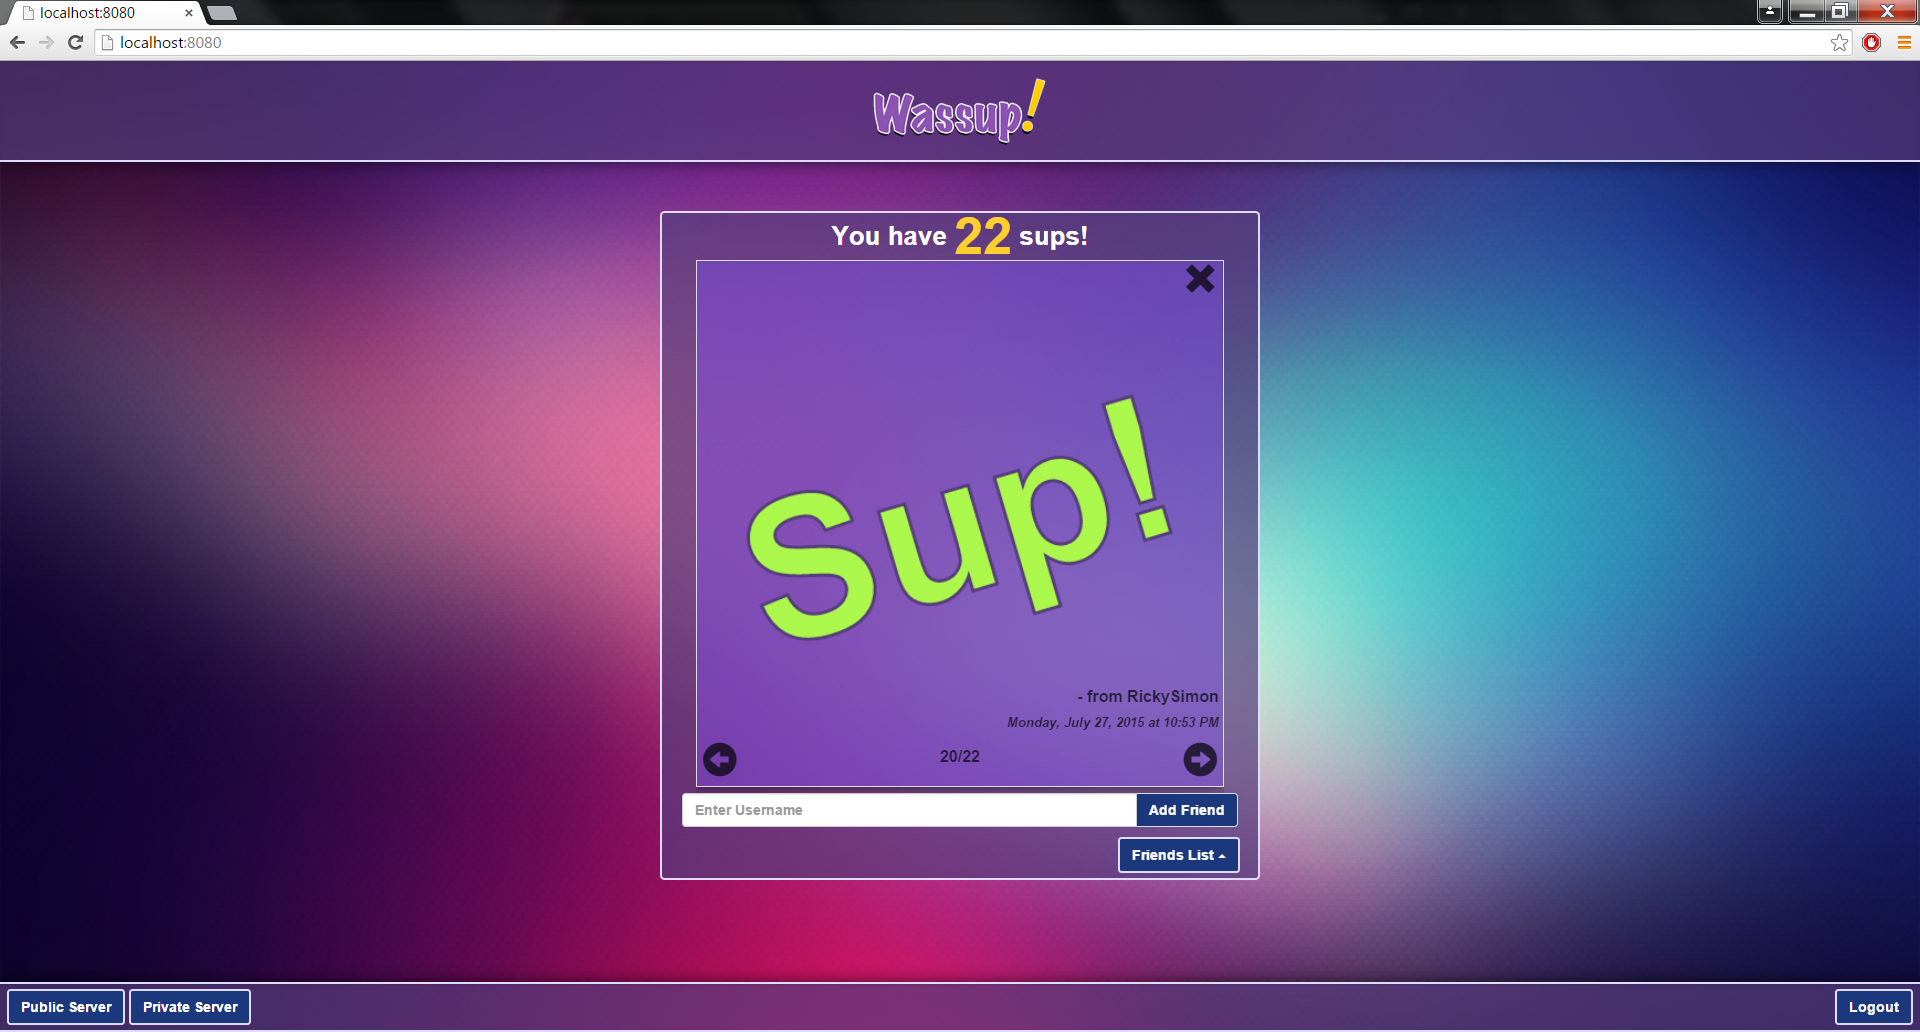 localhost:8080
localhost:8080
Wassup!
You have 22 sups!
Sup!
- from RickySimon
Monday, July 27, 2015 at 10:53 PM
20/22
Enter Username
Add Friend
Friends List
Public Server
Private Server
Logout